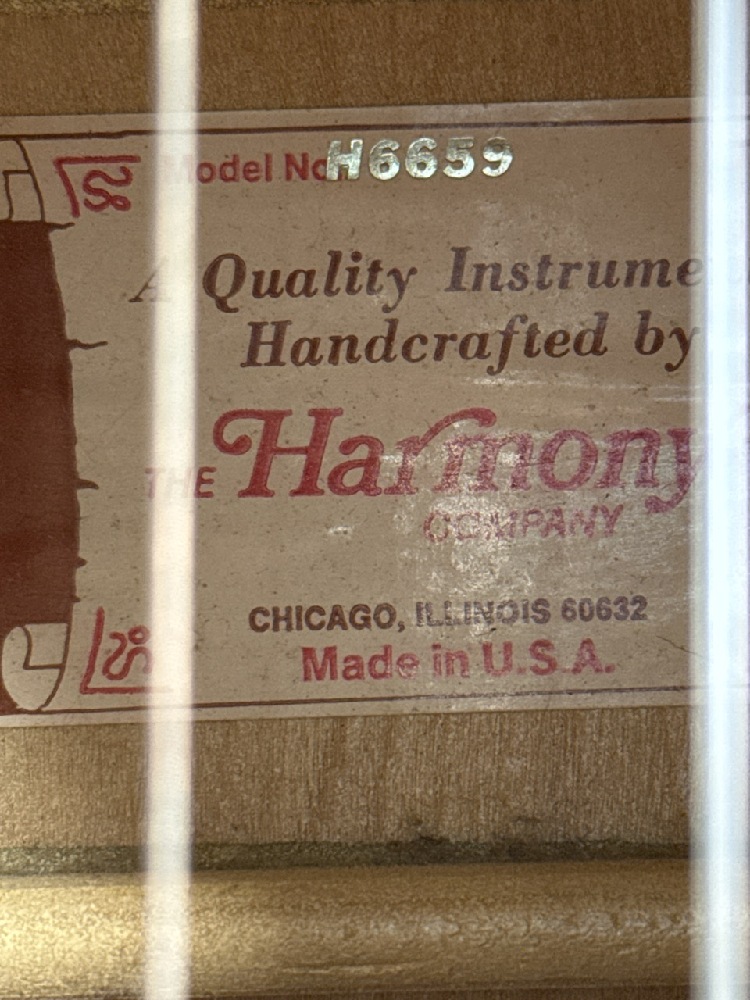 Model No. H6659
A Quality Instrume
Handcrafted by
THE Harmony
COMPANY
CHICAGO, ILLINOIS 60632
Made in U.S.A.